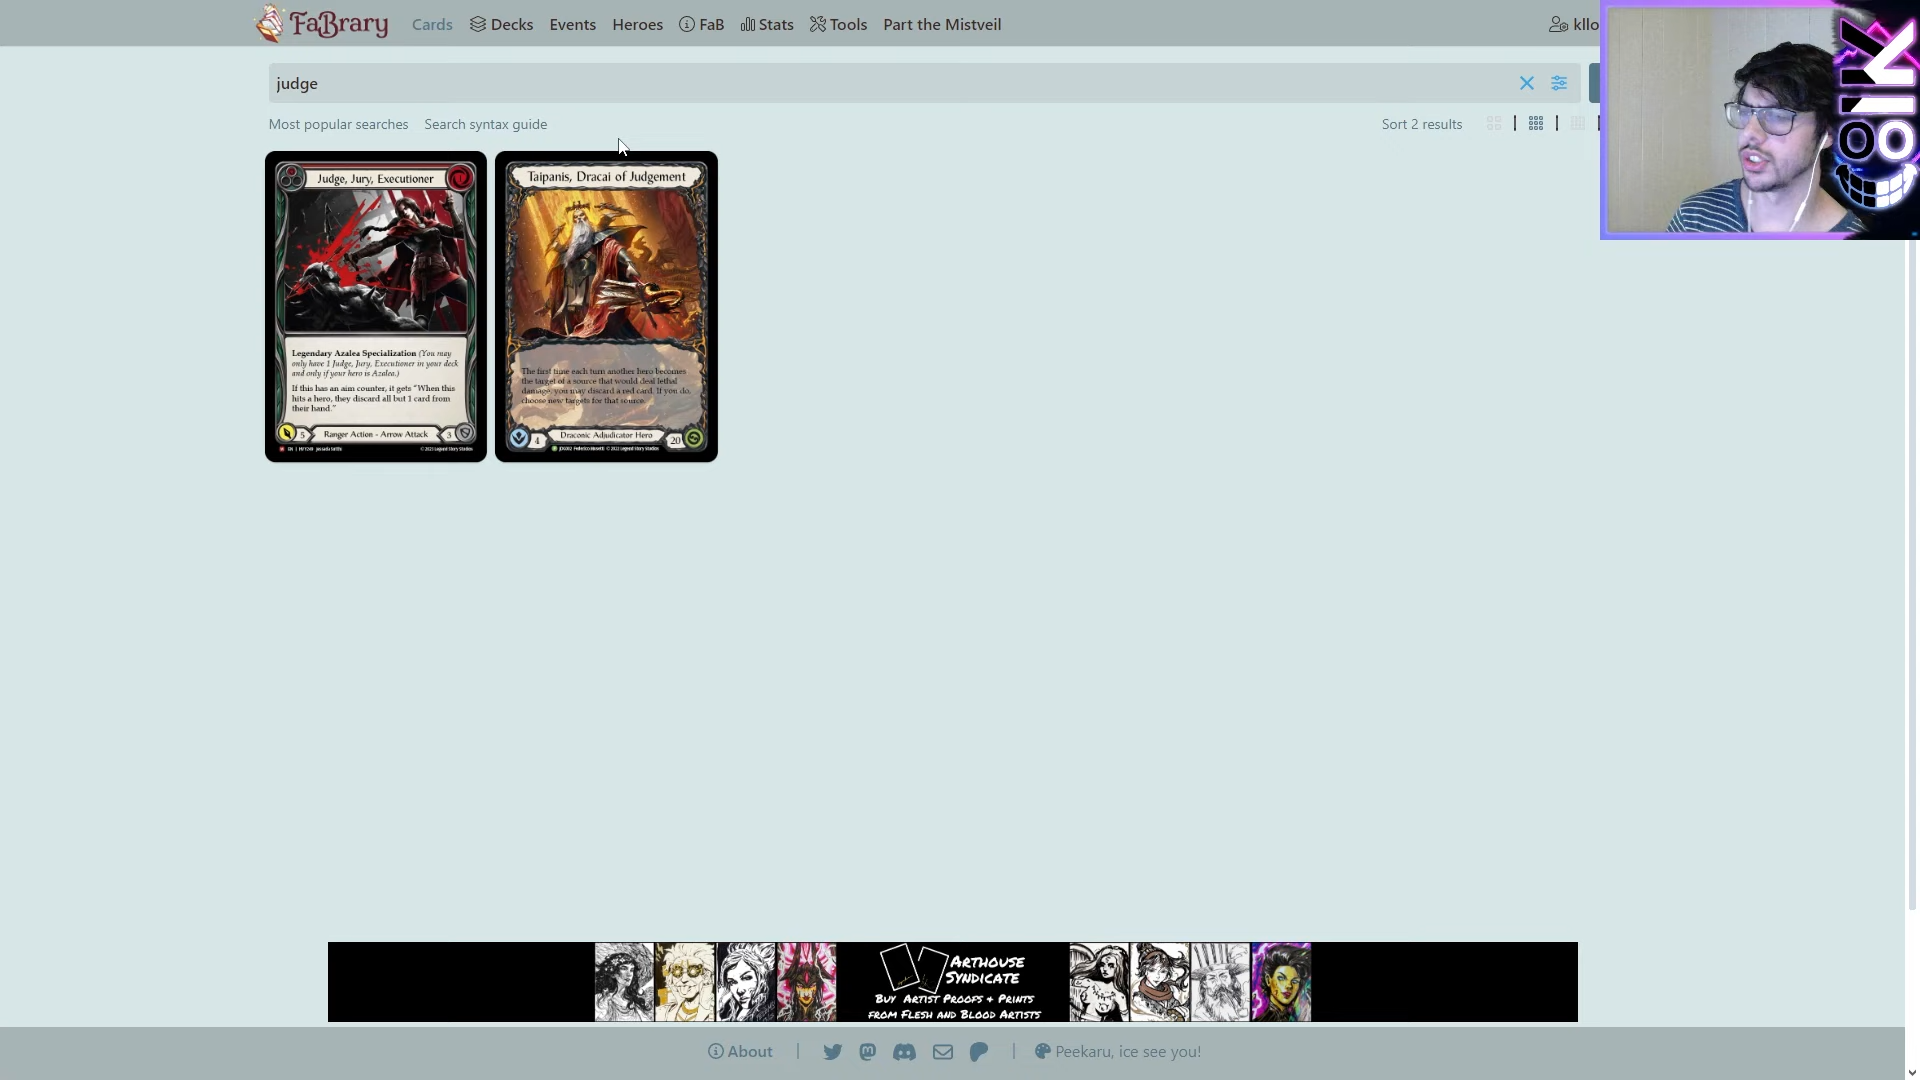 FaBrary Cards Decks Events Heroes FaB Stats Tools Part the Mistveil kllo
judge
Most popular searches Search syntax guide Sort 2 results
Judge, Jury, Executioner
Legendary Azalea Specialization (You may
only have 1 Judge, Jury, Executioner in your deck
and only if your hero is Azalea.)
If this has an aim counter, it gets "When this
hits a hero, they discard all but 1 card from
their hand."
5 Ranger Action - Arrow Attack 3
Taipanis, Dracai of Judgement
The first time each turn another hero becomes
the target of a source that would deal lethal
damage, you may discard a red card. If you do,
choose new targets for that source.
4 Draconic Adjudicator Hero 20
ARTHOUSE
SYNDICATE
BUY ARTIST PROOFS + PRINTS
FROM FLESH AND BLOOD ARTISTS
About | | Peekaru, ice see you!